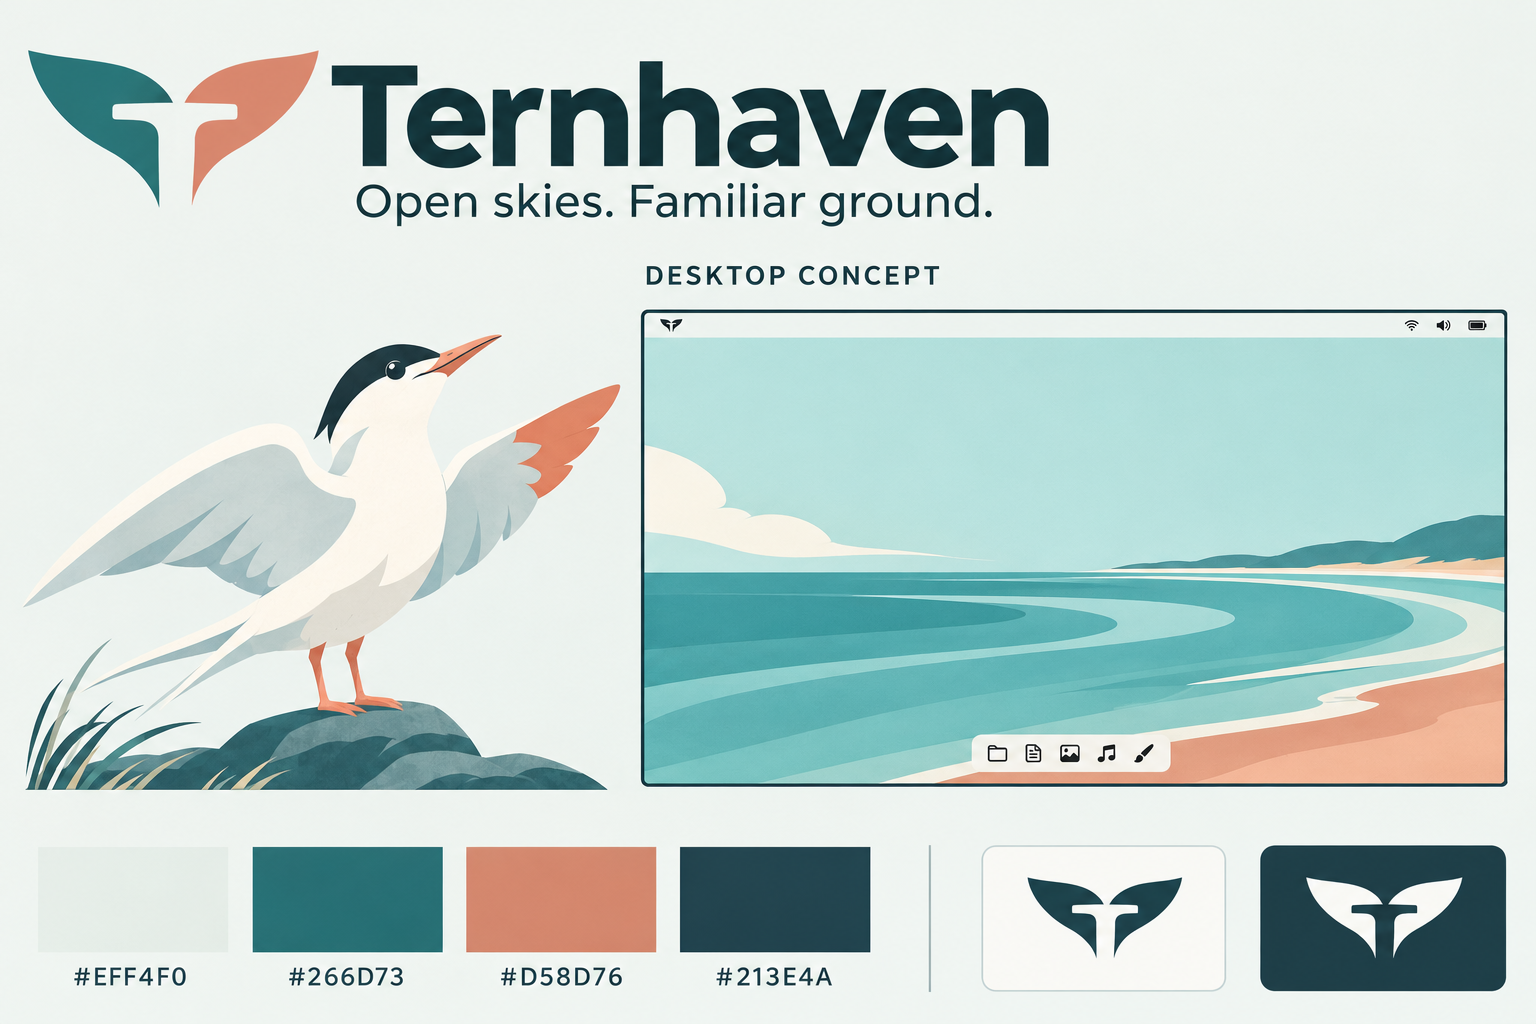 Ternhaven
Open skies. Familiar ground.
DESKTOP CONCEPT
#EFF4F0
#266D73
#D58D76
#213E4A